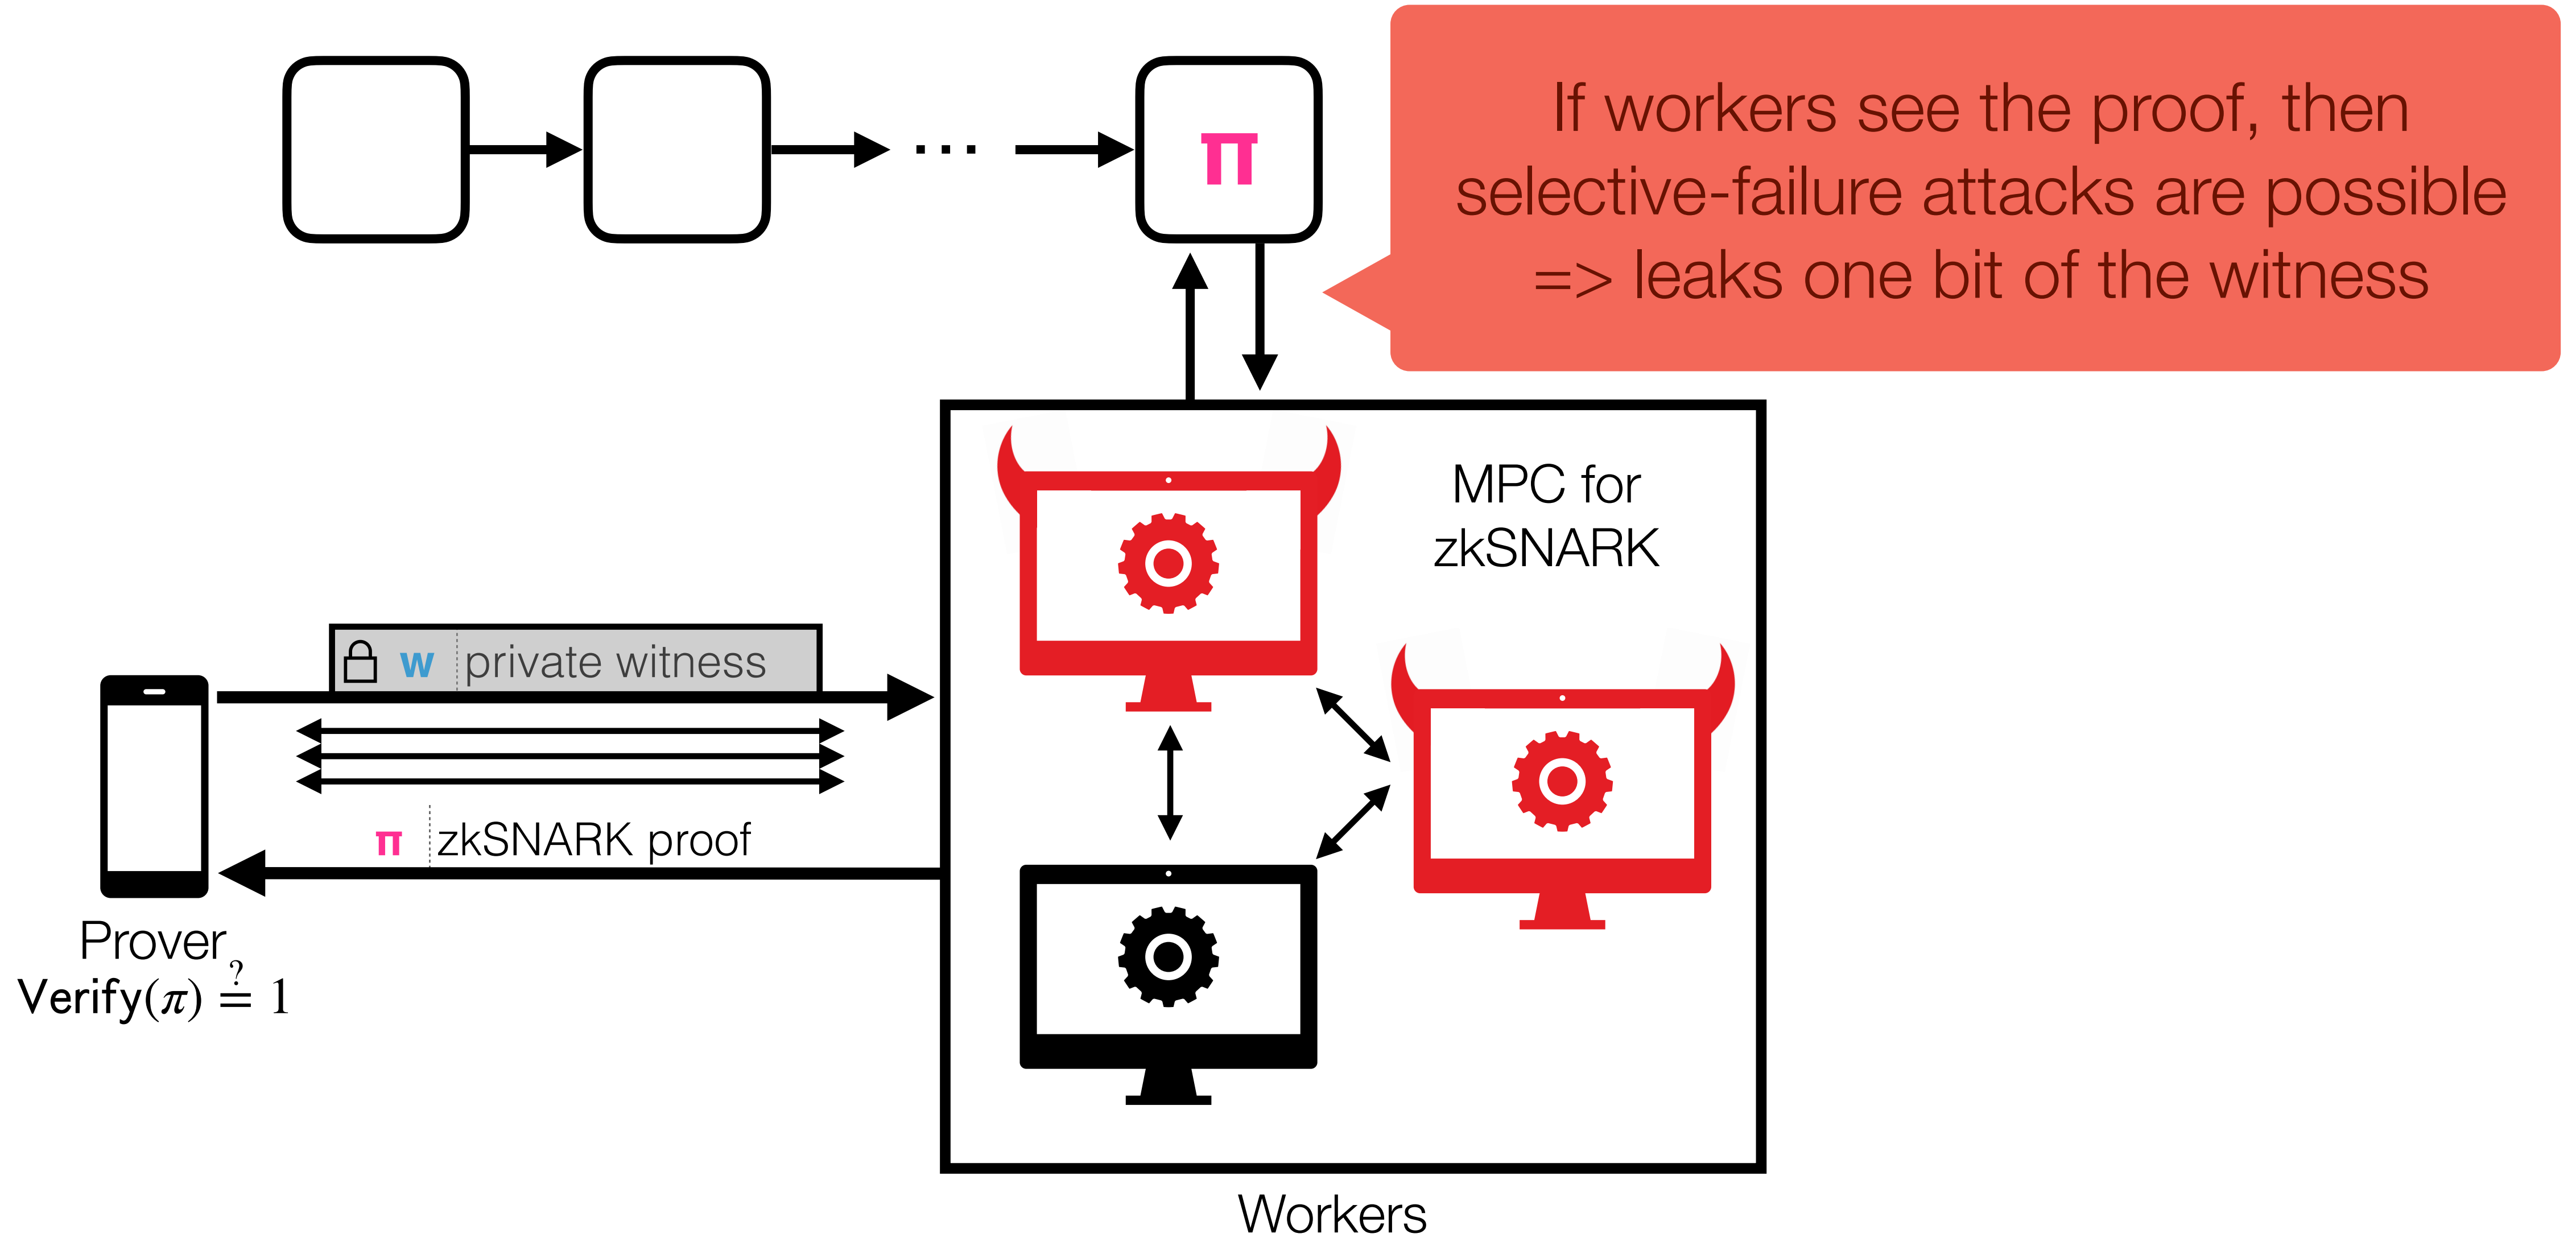 π
If workers see the proof, then
selective-failure attacks are possible
=> leaks one bit of the witness
MPC for
zkSNARK
w private witness
π zkSNARK proof
Prover
Verify(π) ≟ 1
Workers